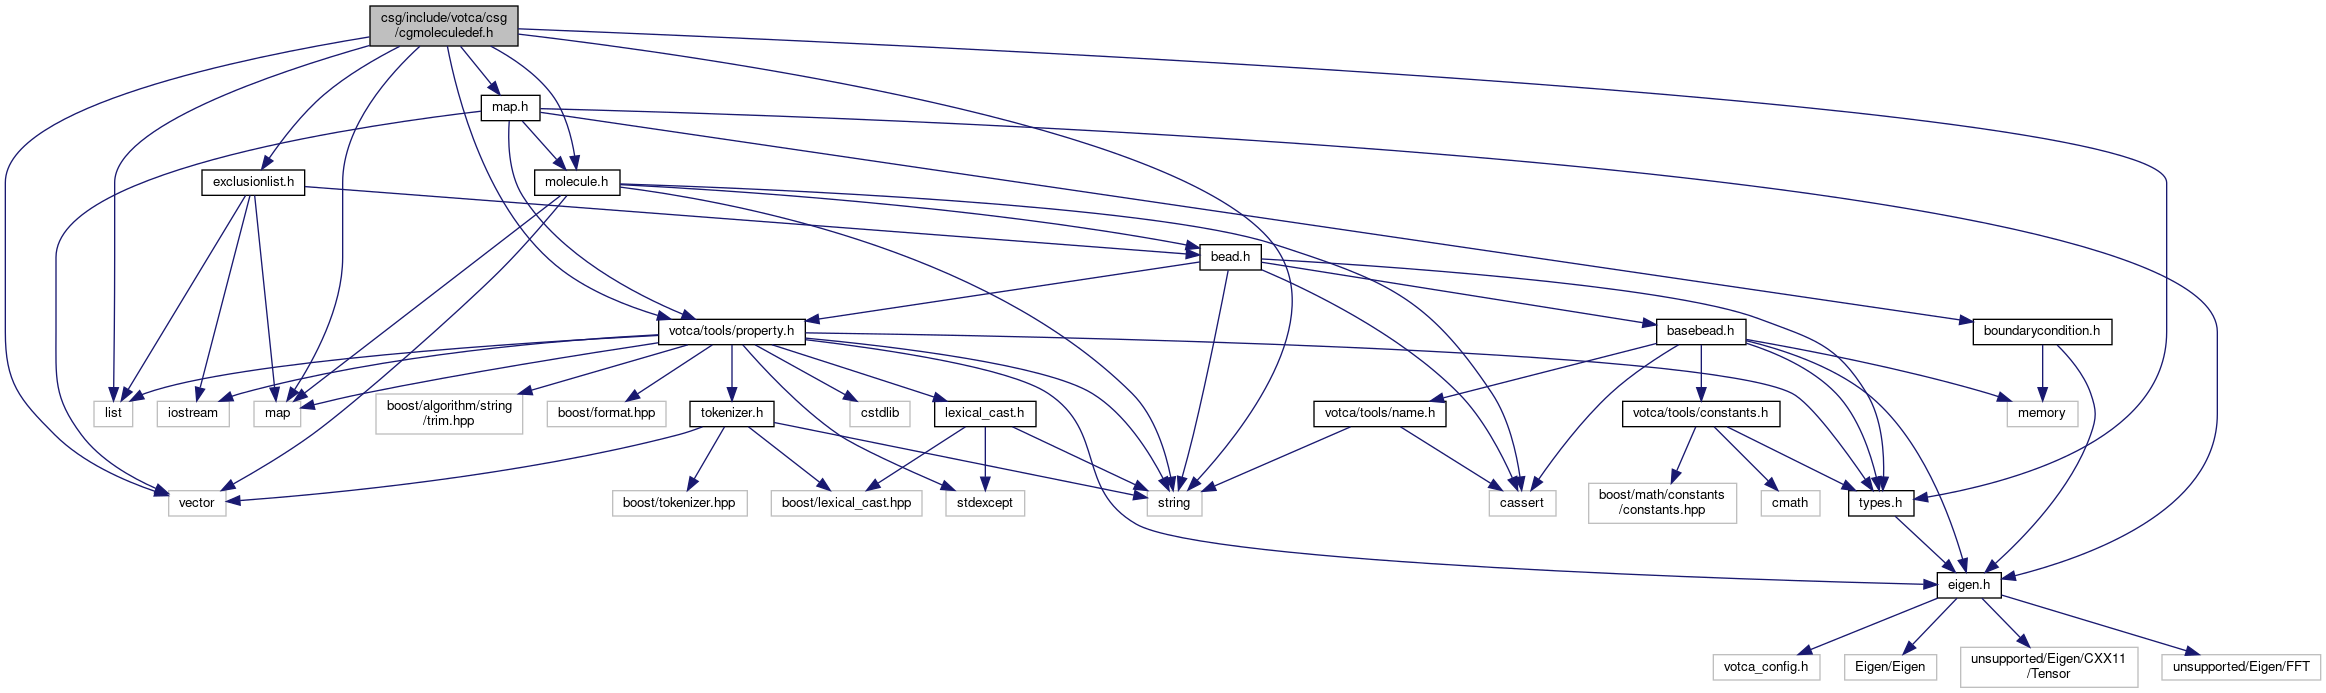 csg/include/votca/csg
/cgmoleculedef.h
map.h
exclusionlist.h
molecule.h
bead.h
votca/tools/property.h
basebead.h
boundarycondition.h
list
iostream
map
boost/algorithm/string
/trim.hpp
boost/format.hpp
tokenizer.h
cstdlib
lexical_cast.h
votca/tools/name.h
votca/tools/constants.h
memory
vector
boost/tokenizer.hpp
boost/lexical_cast.hpp
stdexcept
string
cassert
boost/math/constants
/constants.hpp
cmath
types.h
eigen.h
votca_config.h
Eigen/Eigen
unsupported/Eigen/CXX11
/Tensor
unsupported/Eigen/FFT